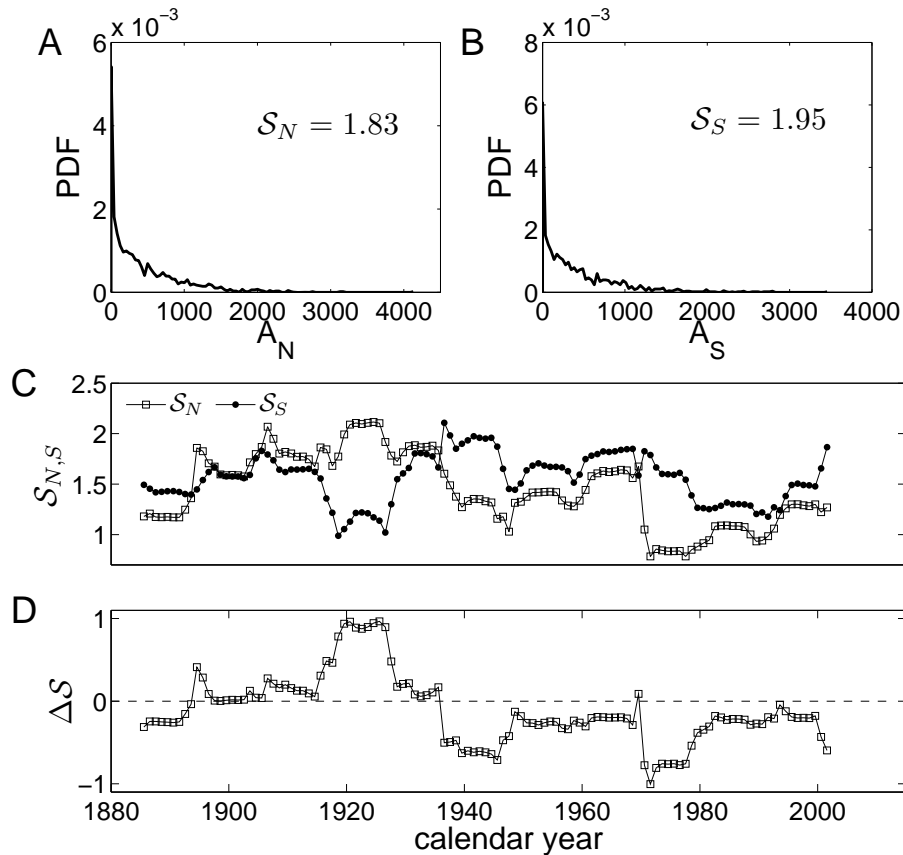 A
x 10⁻³
6
4
2
0
PDF
S_N = 1.83
0 1000 2000 3000 4000
A_N
B
x 10⁻³
8
6
4
2
0
PDF
S_S = 1.95
0 1000 2000 3000 4000
A_S
C
2.5
2
1.5
1
S_N,S
S_N S_S
D
1
0
−1
ΔS
1880 1900 1920 1940 1960 1980 2000
calendar year